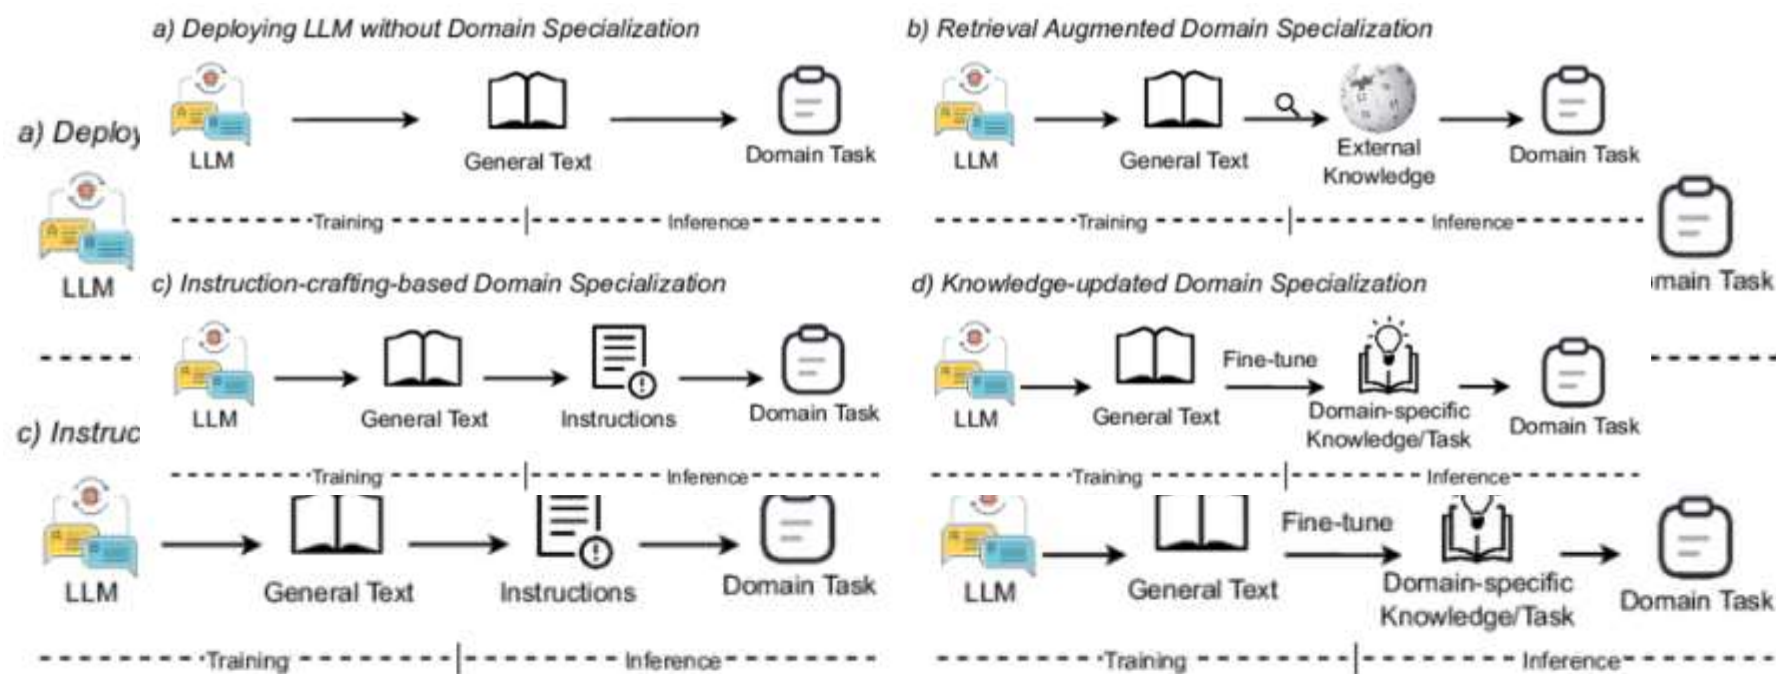 a) Deploying LLM without Domain Specialization
b) Retrieval Augmented Domain Specialization
a) Deploy
LLM
General Text
Domain Task
LLM
General Text
External
Knowledge
Domain Task
Training
Inference
Training
Inference
LLM
main Task
c) Instruction-crafting-based Domain Specialization
d) Knowledge-updated Domain Specialization
LLM
General Text
Instructions
Domain Task
LLM
General Text
Fine-tune
Domain-specific
Knowledge/Task
Domain Task
c) Instruc
Training
Inference
Training
Inference
LLM
General Text
Instructions
Domain Task
LLM
General Text
Fine-tune
Domain-specific
Knowledge/Task
Domain Task
Training
Inference
Training
Inference